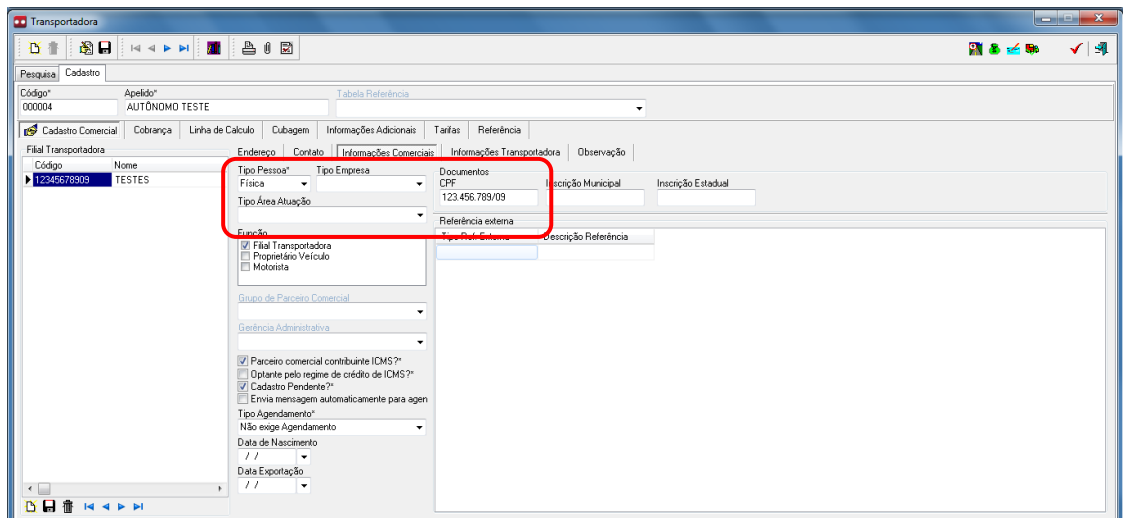 Transportadora
Pesquisa Cadastro
Código* Apelido* Tabela Referência
000004 AUTÔNOMO TESTE
Cadastro Comercial Cobrança Linha de Calculo Cubagem Informações Adicionais Tarifas Referência
Filial Transportadora
Código Nome
12345678909 TESTES
Endereço Contato Informações Comerciais Informações Transportadora Observação
Tipo Pessoa* Tipo Empresa
Física
Tipo Área Atuação
Documentos
CPF Inscrição Municipal Inscrição Estadual
123.456.789/09
Referência externa
Descrição Referência
Função
Filial Transportadora
Proprietário Veículo
Motorista
Grupo de Parceiro Comercial
Gerência Administrativa
Parceiro comercial contribuinte ICMS?*
Optante pelo regime de crédito de ICMS?*
Cadastro Pendente?*
Envia mensagem automaticamente para agen
Tipo Agendamento*
Não exige Agendamento
Data de Nascimento
/ /
Data Exportação
/ /